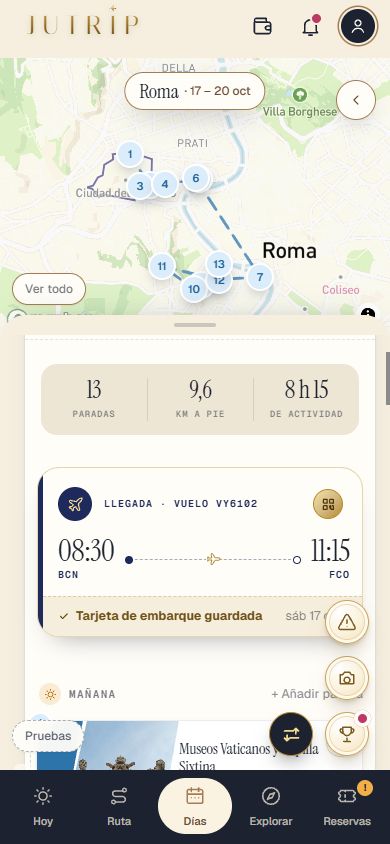 JUTRIP
DELLA
Roma · 17 – 20 oct
Villa Borghese
PRATI
1
3
4
6
Ciudad del
Roma
11
13
12
10
7
Coliseo
Ver todo
13
9,6
8 h 15
PARADAS
KM A PIE
DE ACTIVIDAD
LLEGADA · VUELO VY6102
08:30
11:15
BCN
FCO
Tarjeta de embarque guardada
sáb 17
MAÑANA
+ Añadir
Pruebas
Museos Vaticanos y
Sixtina
Hoy
Ruta
Días
Explorar
Reservas
!